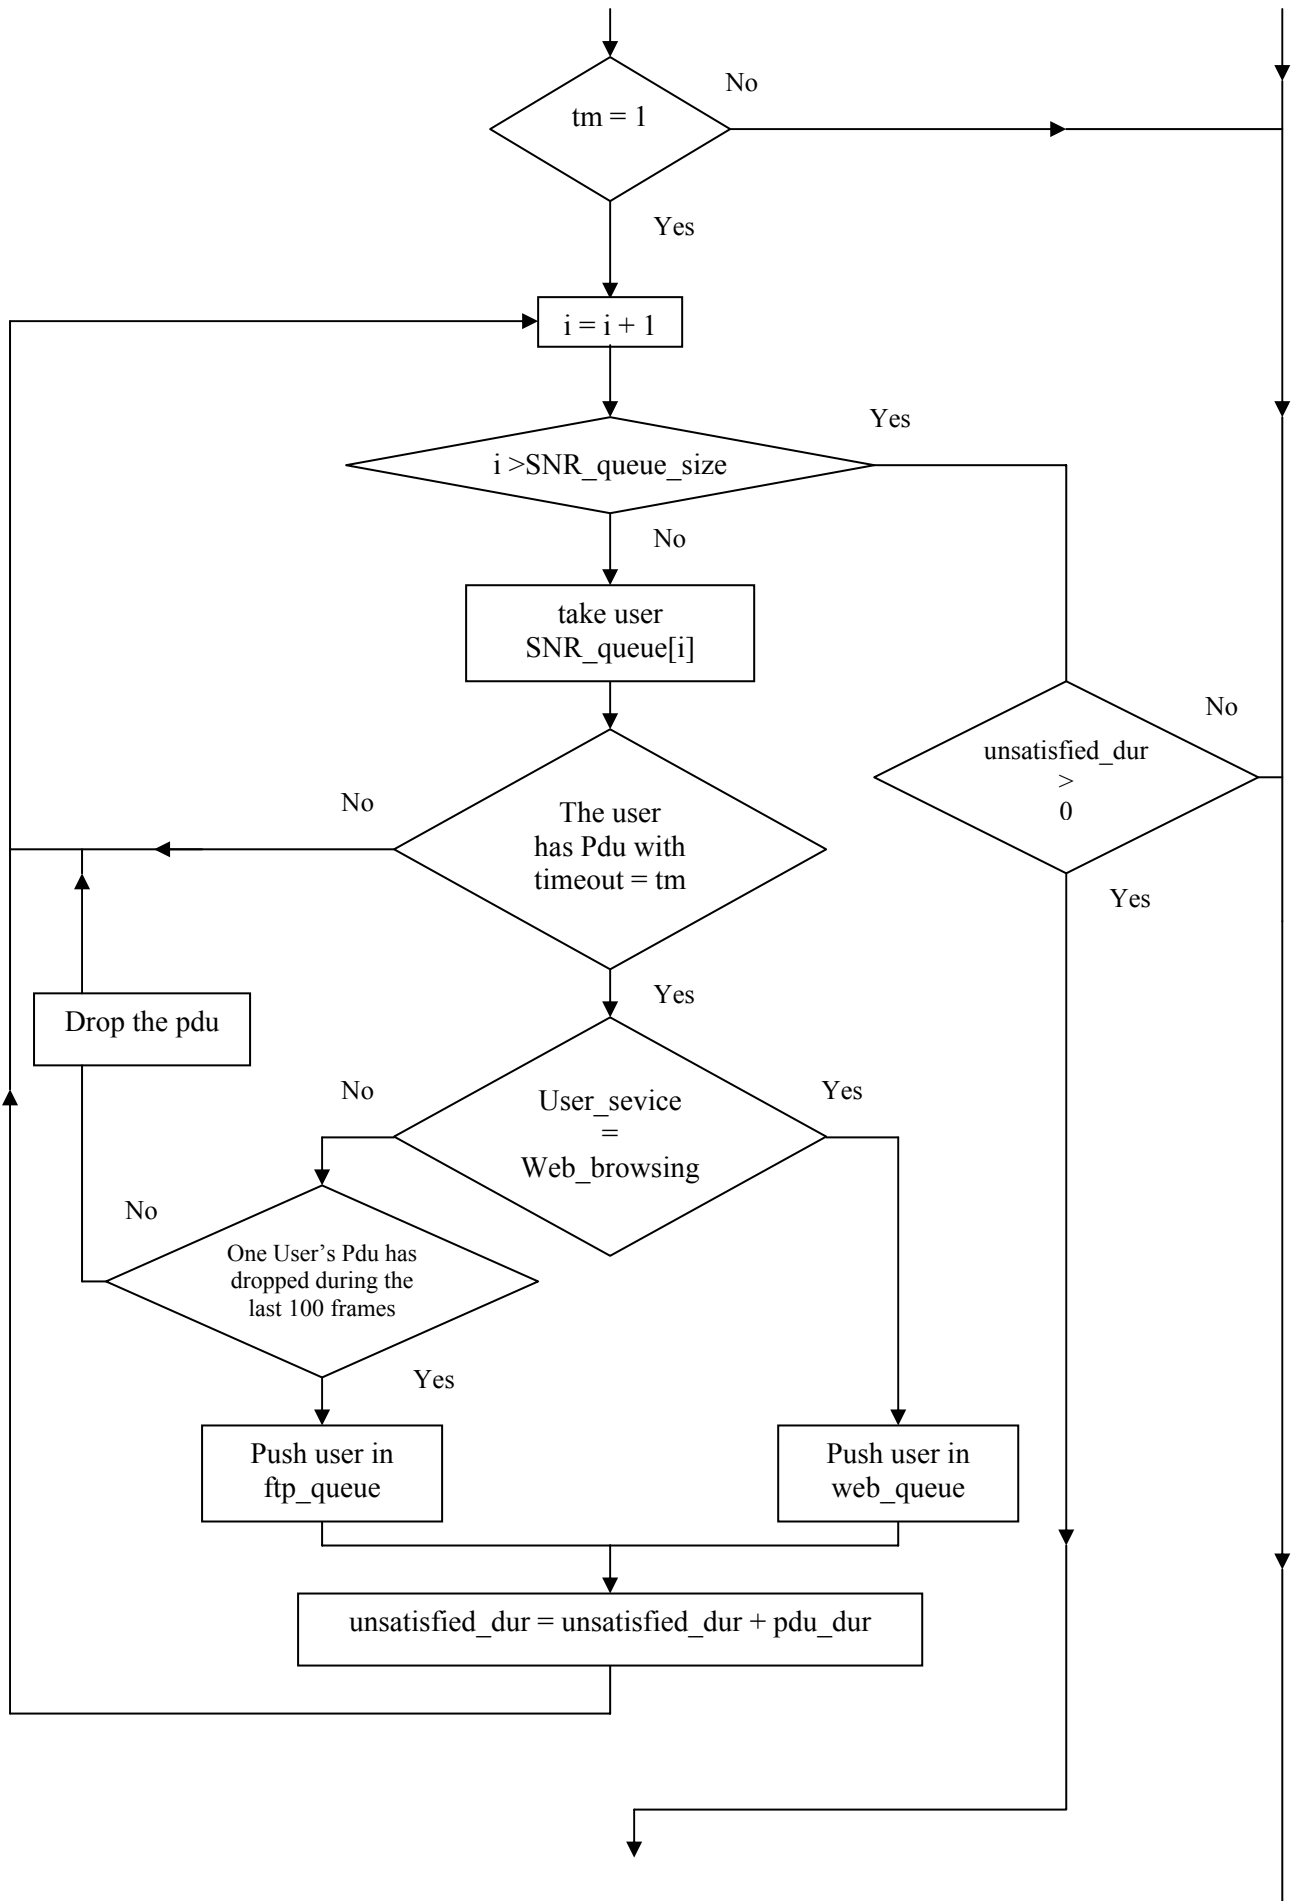 No
tm = 1
Yes
i = i + 1
Yes
i >SNR_queue_size
No
take user
SNR_queue[i]
No
unsatisfied_dur
>
0
No
The user
has Pdu with
timeout = tm
Yes
Yes
Drop the pdu
No
User_sevice
=
Web_browsing
Yes
No
One User’s Pdu has
dropped during the
last 100 frames
Yes
Push user in
ftp_queue
Push user in
web_queue
unsatisfied_dur = unsatisfied_dur + pdu_dur